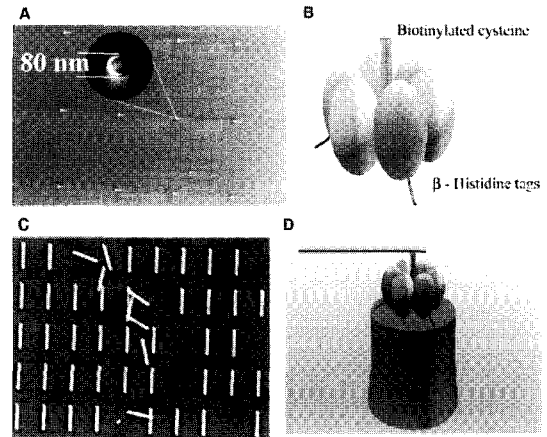 A
80 nm
B
Biotinylated cysteine
β - Histidine tags
C
D